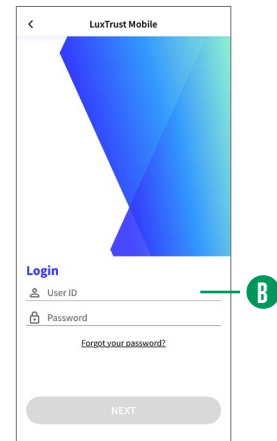 LuxTrust Mobile
Login
User ID
B
Password
Forgot your password?
NEXT